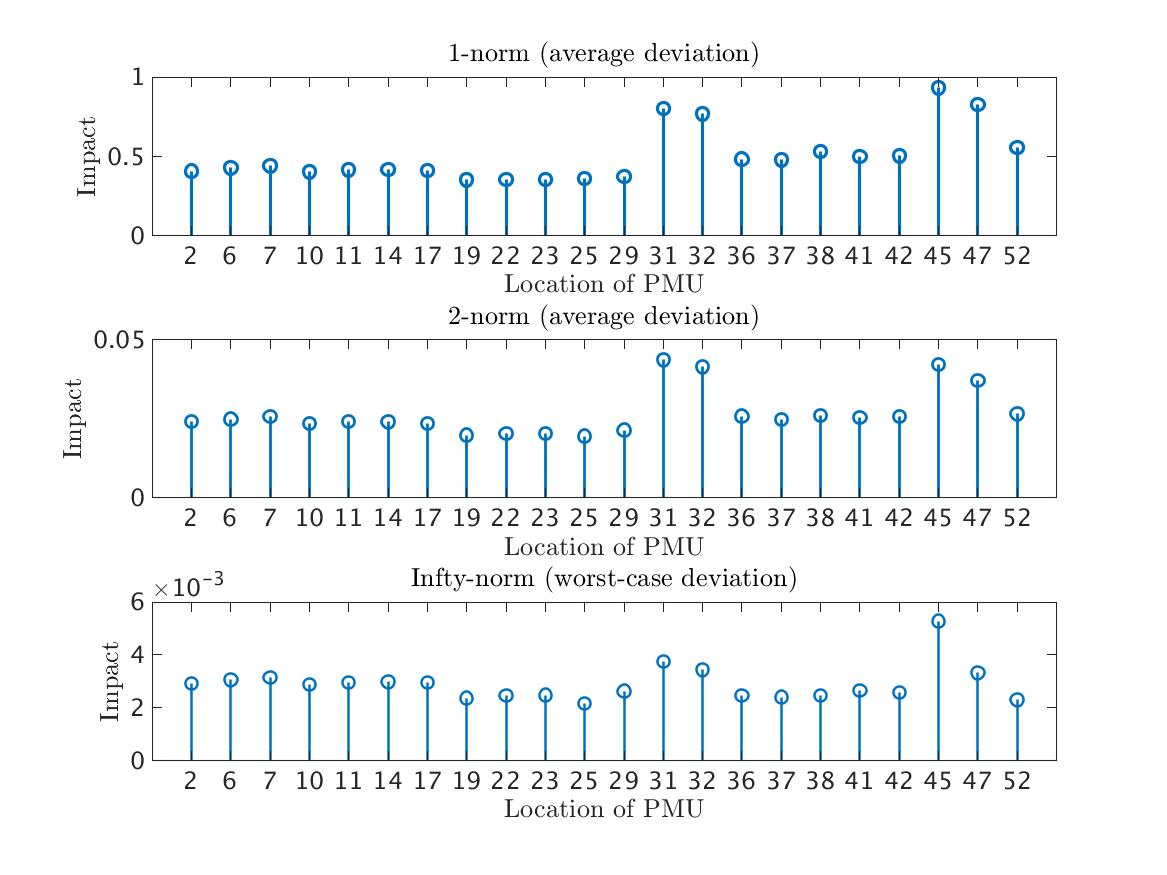 1-norm (average deviation)
1
0.5
0
Impact
2 6 7 10 11 14 17 19 22 23 25 29 31 32 36 37 38 41 42 45 47 52
Location of PMU
2-norm (average deviation)
0.05
0
Impact
2 6 7 10 11 14 17 19 22 23 25 29 31 32 36 37 38 41 42 45 47 52
Location of PMU
Infty-norm (worst-case deviation)
×10⁻³
6
4
2
0
Impact
2 6 7 10 11 14 17 19 22 23 25 29 31 32 36 37 38 41 42 45 47 52
Location of PMU